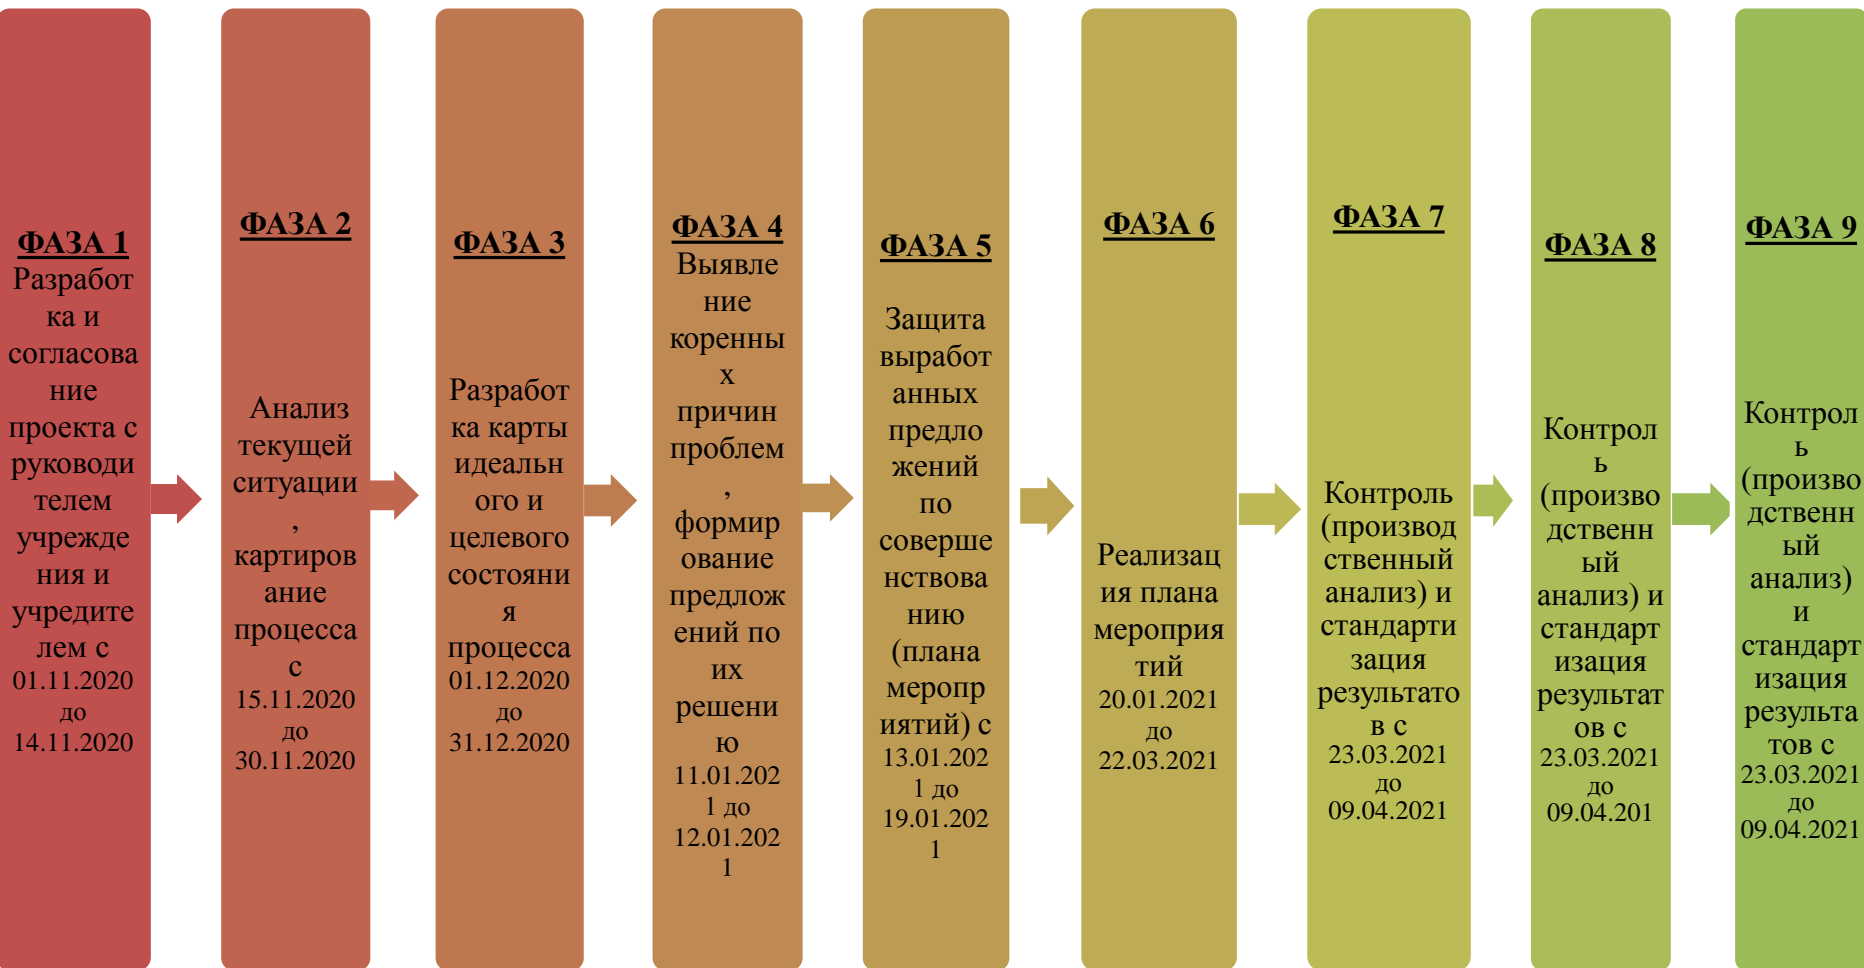 ФАЗА 1
Разработ
ка и
согласова
ние
проекта с
руководи
телем
учрежде
ния и
учредите
лем с
01.11.2020
до
14.11.2020
ФАЗА 2
Анализ
текущей
ситуации
,
картиров
ание
процесса
с
15.11.2020
до
30.11.2020
ФАЗА 3
Разработ
ка карты
идеальн
ого и
целевого
состояни
я
процесса
01.12.2020
до
31.12.2020
ФАЗА 4
Выявле
ние
коренны
х
причин
проблем
,
формир
ование
предлож
ений по
их
решени
ю
11.01.202
1 до
12.01.202
1
ФАЗА 5
Защита
выработ
анных
предло
жений
по
соверше
нствова
нию
(плана
меропр
иятий) с
13.01.202
1 до
19.01.202
1
ФАЗА 6
Реализац
ия плана
мероприя
тий
20.01.2021
до
22.03.2021
ФАЗА 7
Контроль
(производ
ственный
анализ) и
стандарти
зация
результато
в с
23.03.2021
до
09.04.2021
ФАЗА 8
Контрол
ь
(произво
дственн
ый
анализ) и
стандарт
изация
результат
ов с
23.03.2021
до
09.04.201
ФАЗА 9
Контрол
ь
(произво
дственн
ый
анализ)
и
стандарт
изация
результа
тов с
23.03.2021
до
09.04.2021